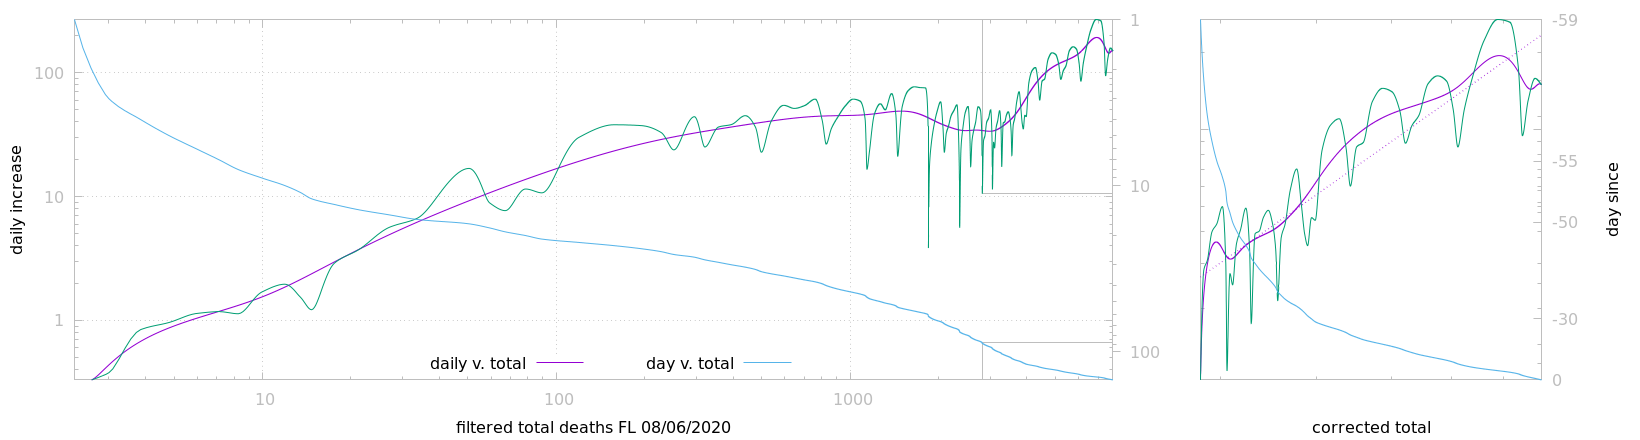 daily increase
100
10
1
10
100
1000
filtered total deaths FL 08/06/2020
daily v. total
day v. total
1
10
100
-59
-55
-50
-30
0
day since
corrected total